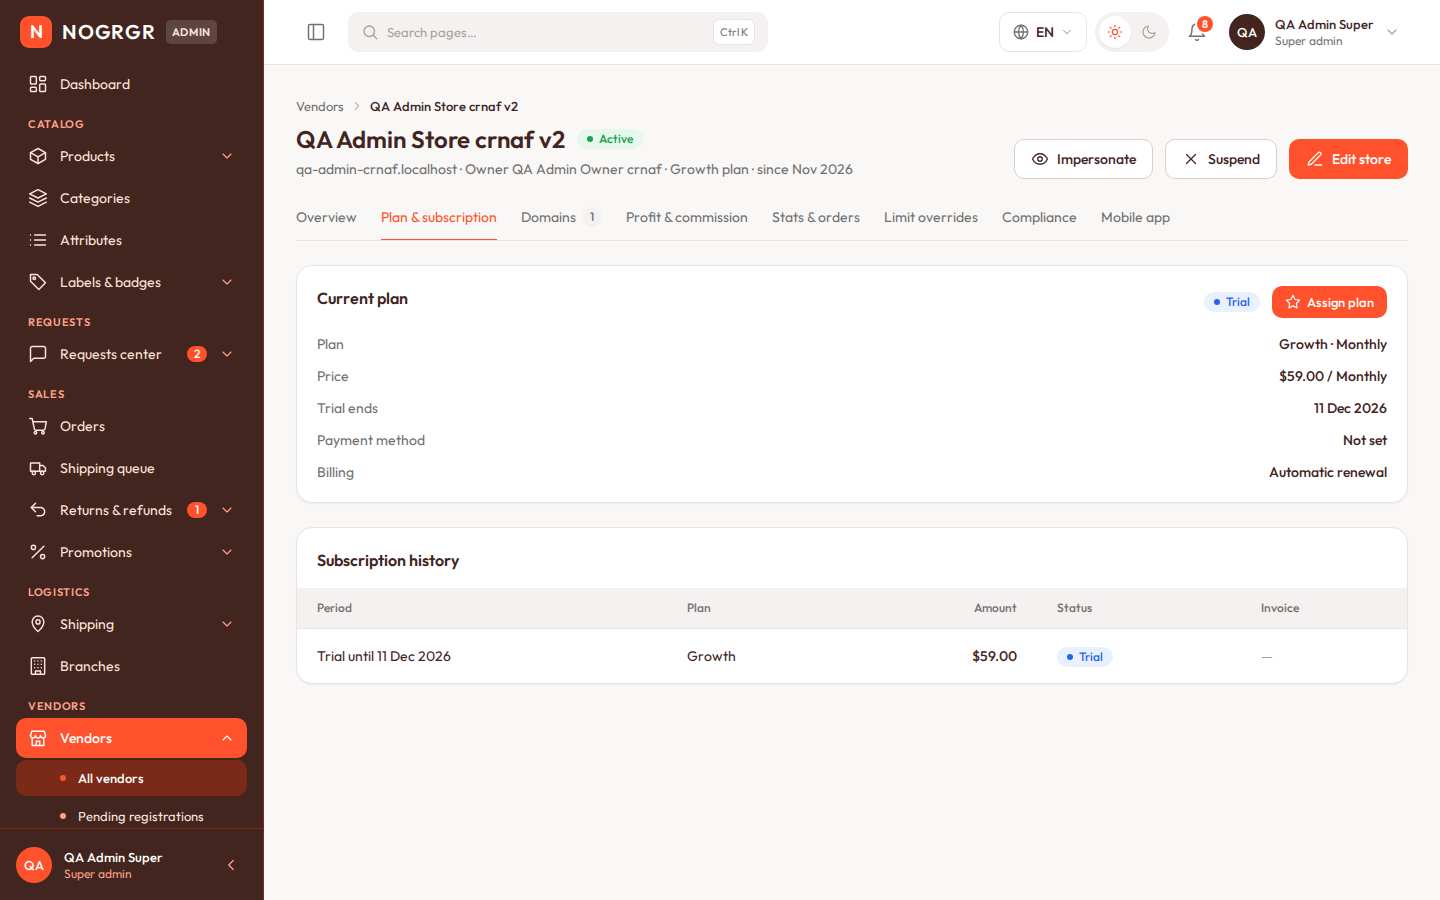 N NOGRGR ADMIN
Search pages...
Ctrl K
EN
8
QA
QA Admin Super
Super admin
Dashboard
CATALOG
Products
Categories
Attributes
Labels & badges
REQUESTS
Requests center 2
SALES
Orders
Shipping queue
Returns & refunds 1
Promotions
LOGISTICS
Shipping
Branches
VENDORS
Vendors
All vendors
Pending registrations
QA
QA Admin Super
Super admin
Vendors QA Admin Store crnaf v2
QA Admin Store crnaf v2 Active
qa-admin-crnaf.localhost · Owner QA Admin Owner crnaf · Growth plan · since Nov 2026
Impersonate
Suspend
Edit store
Overview Plan & subscription Domains 1 Profit & commission Stats & orders Limit overrides Compliance Mobile app
Current plan Trial Assign plan
Plan Growth · Monthly
Price $59.00 / Monthly
Trial ends 11 Dec 2026
Payment method Not set
Billing Automatic renewal
Subscription history
Period Plan Amount Status Invoice
Trial until 11 Dec 2026 Growth $59.00 Trial —